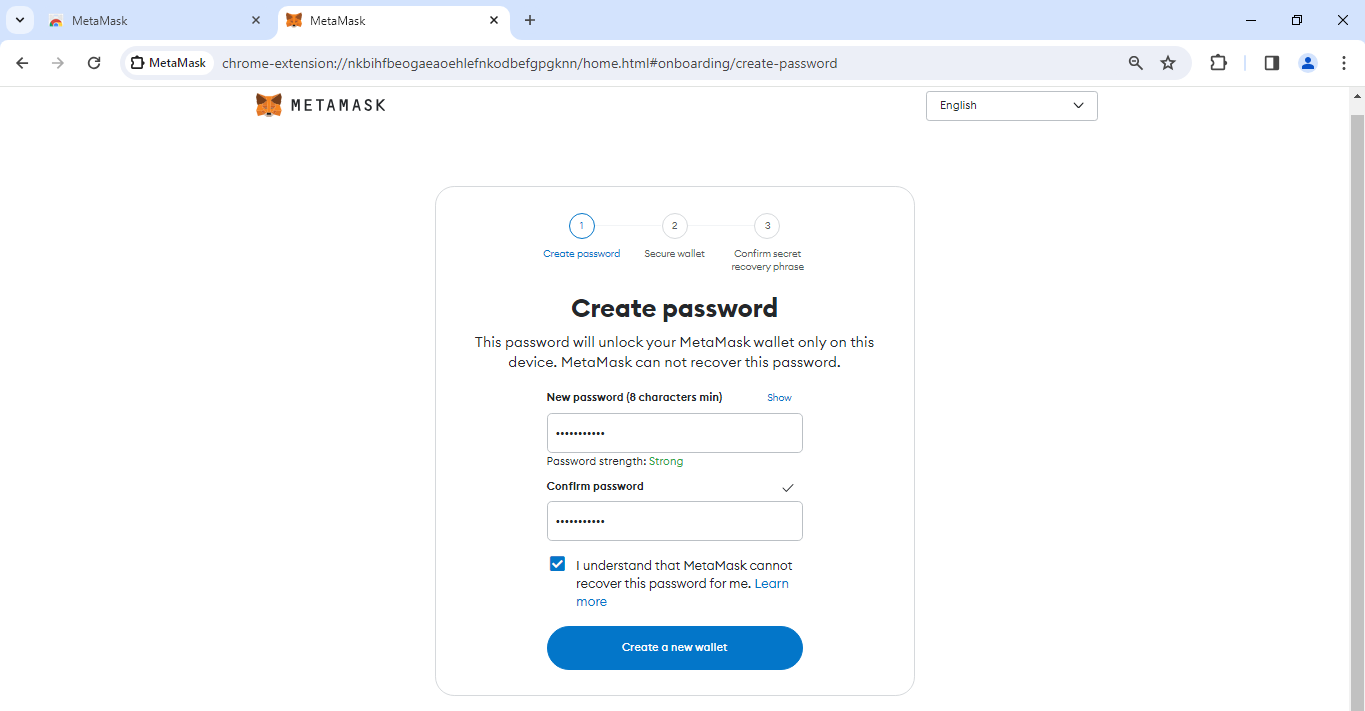 MetaMask
MetaMask
MetaMask
chrome-extension://nkbihfbeogaeaoehlefnkodbefgpgknn/home.html#onboarding/create-password
METAMASK
English
1
2
3
Create password
Secure wallet
Confirm secret
recovery phrase
Create password
This password will unlock your MetaMask wallet only on this
device. MetaMask can not recover this password.
New password (8 characters min)
Show
•••••••••••
Password strength: Strong
Confirm password
•••••••••••
I understand that MetaMask cannot
recover this password for me. Learn
more
Create a new wallet